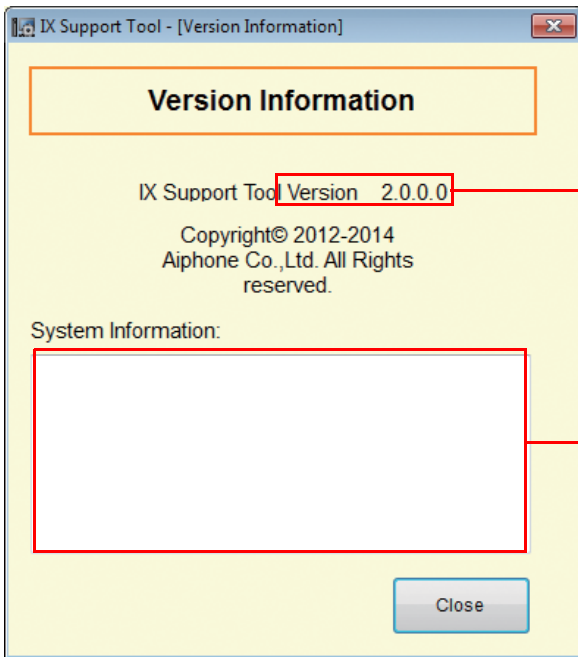 IX Support Tool - [Version Information]
Version Information
IX Support Tool Version 2.0.0.0
Copyright© 2012-2014
Aiphone Co.,Ltd. All Rights
reserved.
System Information:
Close